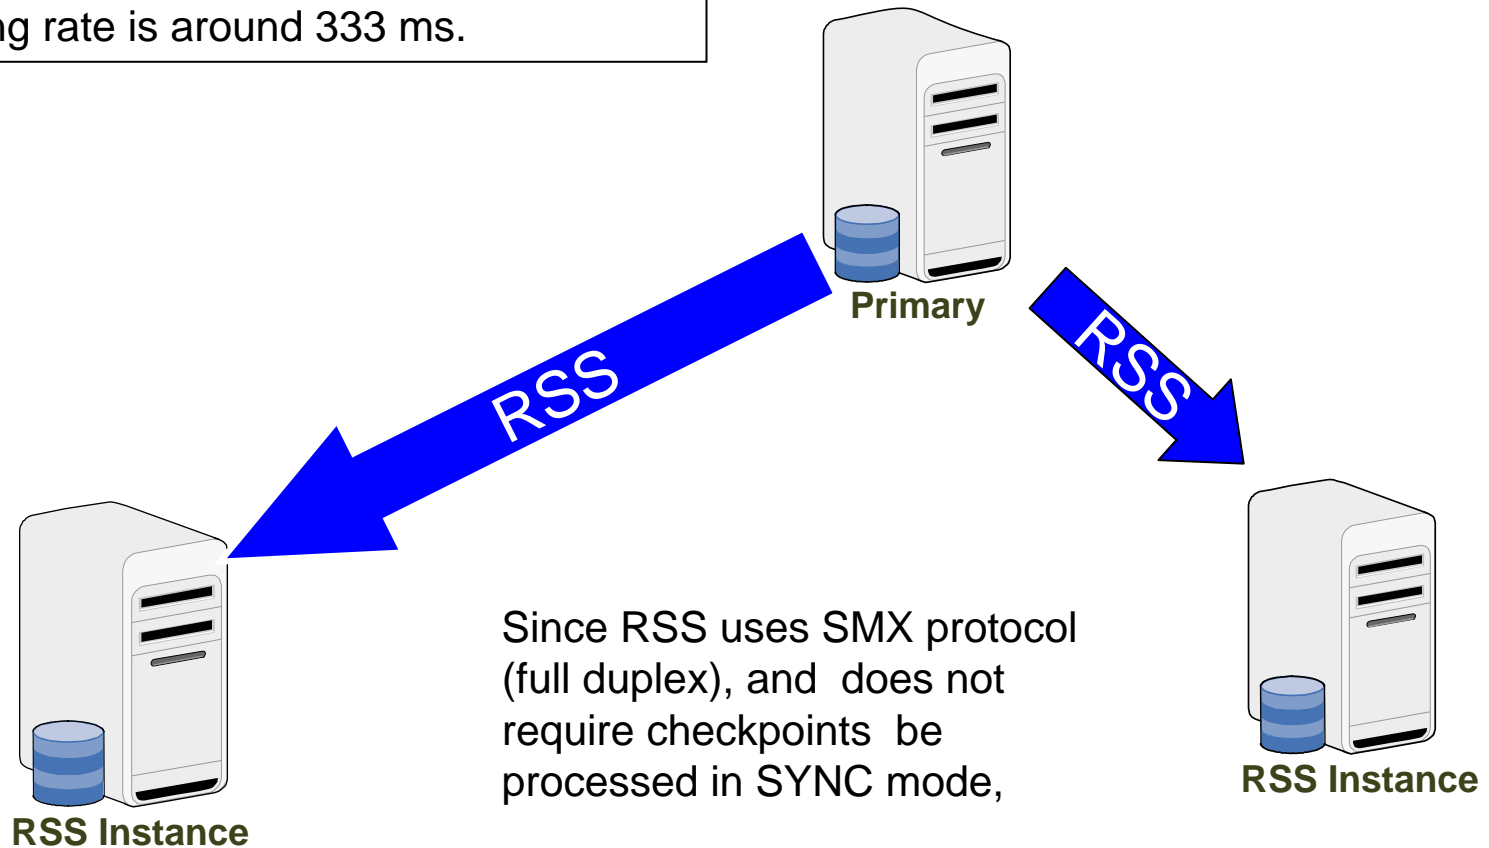 ng rate is around 333 ms.
Primary
RSS
RSS
Since RSS uses SMX protocol
(full duplex), and  does not
require checkpoints  be
processed in SYNC mode,
RSS Instance
RSS Instance